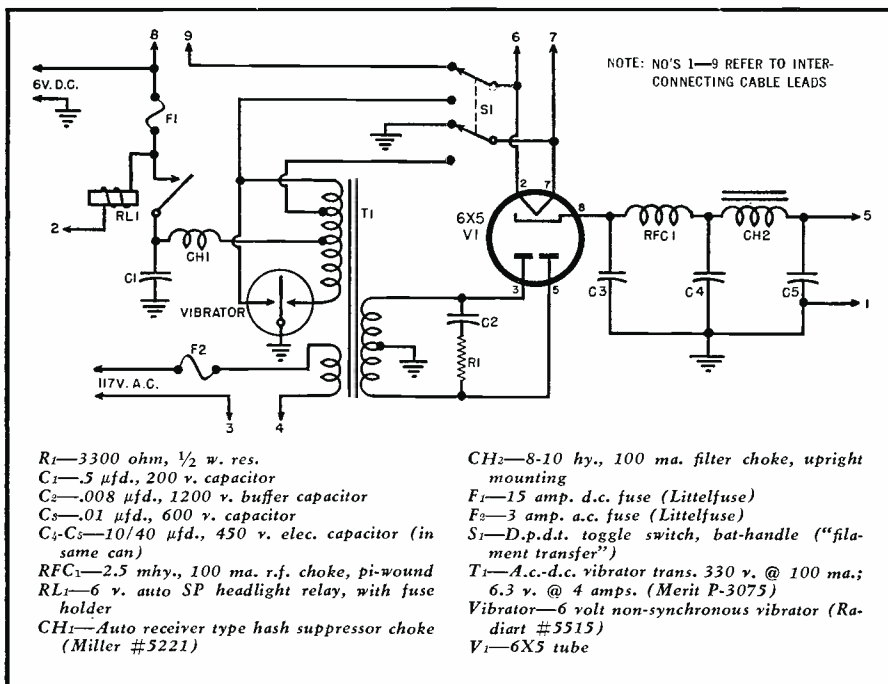 8
9
6
7
NOTE: NO'S 1—9 REFER TO INTER-
CONNECTING CABLE LEADS
6V. D.C.
F1
S1
RL1
2
T1
2
7
8
6X5
V1
RFC1
CH2
5
CH1
C1
C3
C4
C5
3
5
1
VIBRATOR
C2
F2
R1
117V. A.C.
3
4
R1—3300 ohm, ½ w. res.
C1—.5 µfd., 200 v. capacitor
C2—.008 µfd., 1200 v. buffer capacitor
C3—.01 µfd., 600 v. capacitor
C4-C5—10/40 µfd., 450 v. elec. capacitor (in
same can)
RFC1—2.5 mhy., 100 ma. r.f. choke, pi-wound
RL1—6 v. auto SP headlight relay, with fuse
holder
CH1—Auto receiver type hash suppressor choke
(Miller #5221)
CH2—8-10 hy., 100 ma. filter choke, upright
mounting
F1—15 amp. d.c. fuse (Littelfuse)
F2—3 amp. a.c. fuse (Littelfuse)
S1—D.p.d.t. toggle switch, bat-handle ("fila-
ment transfer")
T1—A.c.-d.c. vibrator trans. 330 v. @ 100 ma.;
6.3 v. @ 4 amps. (Merit P-3075)
Vibrator—6 volt non-synchronous vibrator (Ra-
diart #5515)
V1—6X5 tube